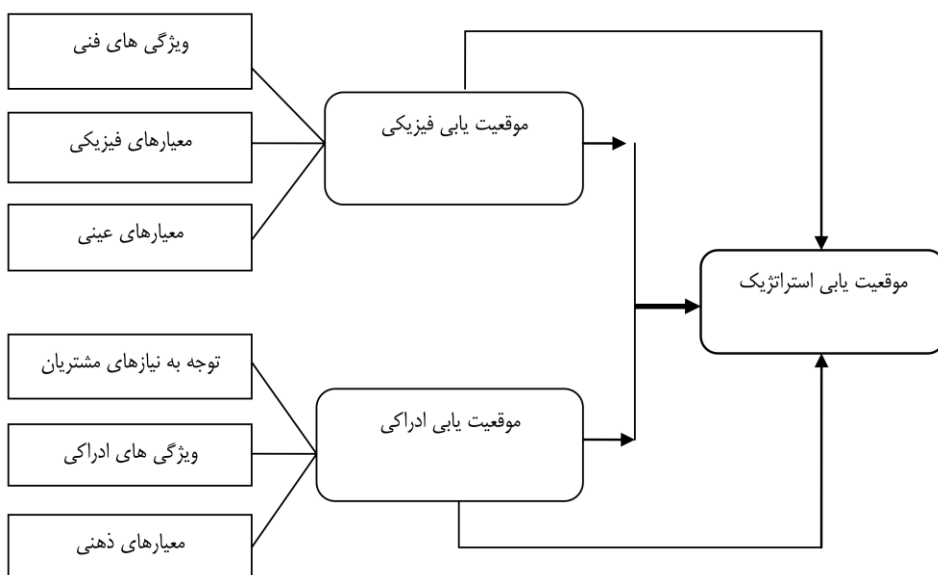 ویژگی های فنی
موقعیت یابی فیزیکی
معیارهای فیزیکی
معیارهای عینی
موقعیت یابی استراتژیک
توجه به نیازهای مشتریان
موقعیت یابی ادراکی
ویژگی های ادراکی
معیارهای ذهنی